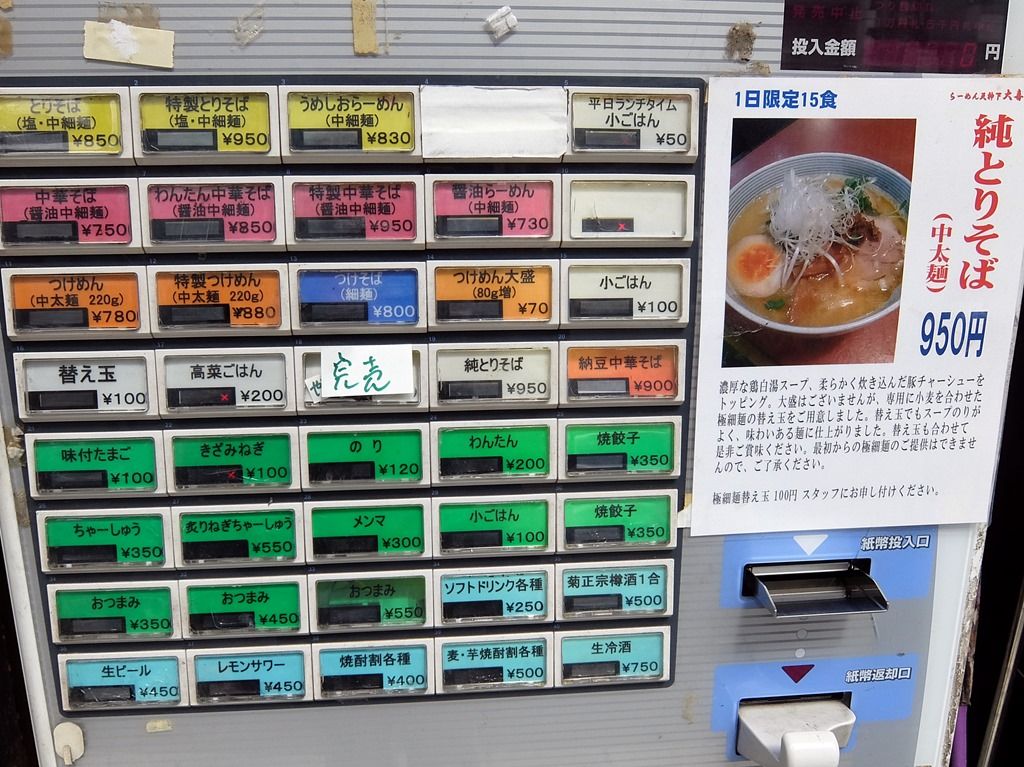 発売中止
投入金額 円
とりそば
(塩・中細麺)
¥850
特製とりそば
(塩・中細麺)
¥950
うめしおらーめん
(中細麺)
¥830
平日ランチタイム
小ごはん
¥50
中華そば
(醤油中細麺)
¥750
わんたん中華そば
(醤油中細麺)
¥850
特製中華そば
(醤油中細麺)
¥950
醤油らーめん
(中細麺)
¥730
×
つけめん
(中太麺 220g)
¥780
特製つけめん
(中太麺 220g)
¥880
つけそば
(細麺)
¥800
つけめん大盛
(80g増)
¥70
小ごはん
¥100
替え玉
¥100
高菜ごはん
× ¥200
完売
や
純とりそば
¥950
納豆中華そば
¥900
味付たまご
¥100
きざみねぎ
× ¥100
のり
¥120
わんたん
¥200
焼餃子
¥350
ちゃーしゅう
¥350
炙りねぎちゃーしゅう
¥550
メンマ
¥300
小ごはん
¥100
焼餃子
¥350
おつまみ
¥350
おつまみ
¥450
おつまみ
¥550
ソフトドリンク各種
¥250
菊正宗樽酒1合
¥500
生ビール
¥450
レモンサワー
¥450
焼酎割各種
¥400
麦・芋焼酎割各種
¥500
生冷酒
¥750
1日限定15食
らーめん天神下大喜
純とりそば
(中太麺)
950円
濃厚な鶏白湯スープ、柔らかく炊き込んだ豚チャーシューを
トッピング。大盛はございませんが、専用に小麦を合わせた
極細麺の替え玉をご用意しました。替え玉でもスープのりが
よく、味わいある麺に仕上がりました。替え玉も合わせて
是非ご賞味ください。最初からの極細麺のご提供はできませ
んので、ご了承ください。
極細麺替え玉 100円 スタッフにお申し付けください。
紙幣投入口
紙幣返却口